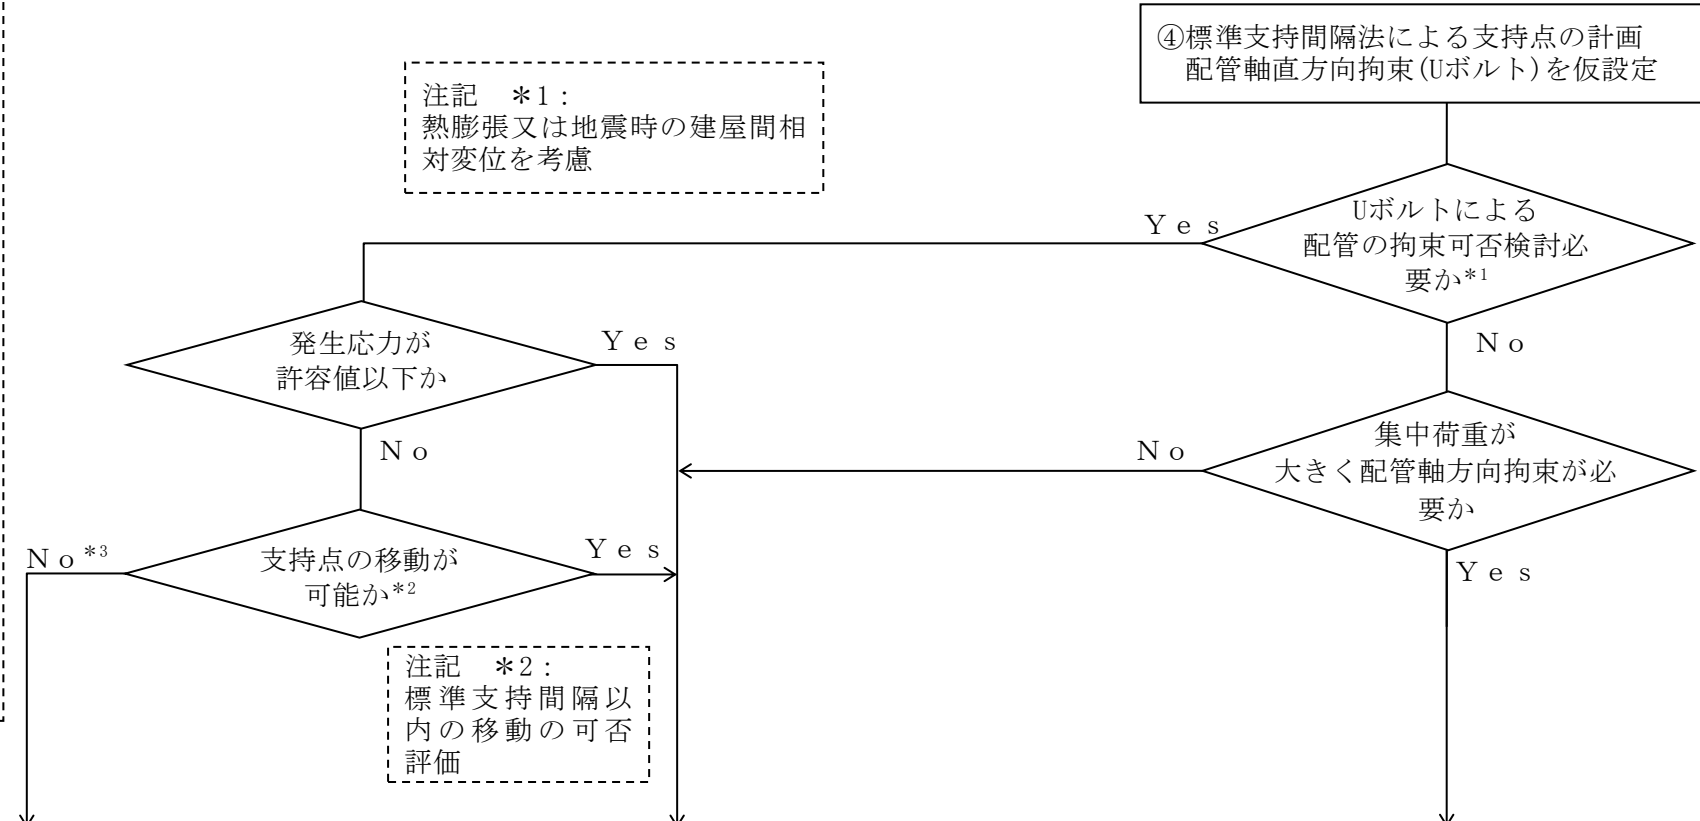 ④標準支持間隔法による支持点の計画
配管軸直方向拘束(Uボルト)を仮設定
注記　＊1：
熱膨張又は地震時の建屋間相
対変位を考慮
Uボルトによる
配管の拘束可否検討必
要か*1
Yes
No
発生応力が
許容値以下か
Yes
No
集中荷重が
大きく配管軸方向拘束が必
要か
No
Yes
支持点の移動が
可能か*2
Yes
No*3
注記　＊2：
標準支持間隔以
内の移動の可否
評価